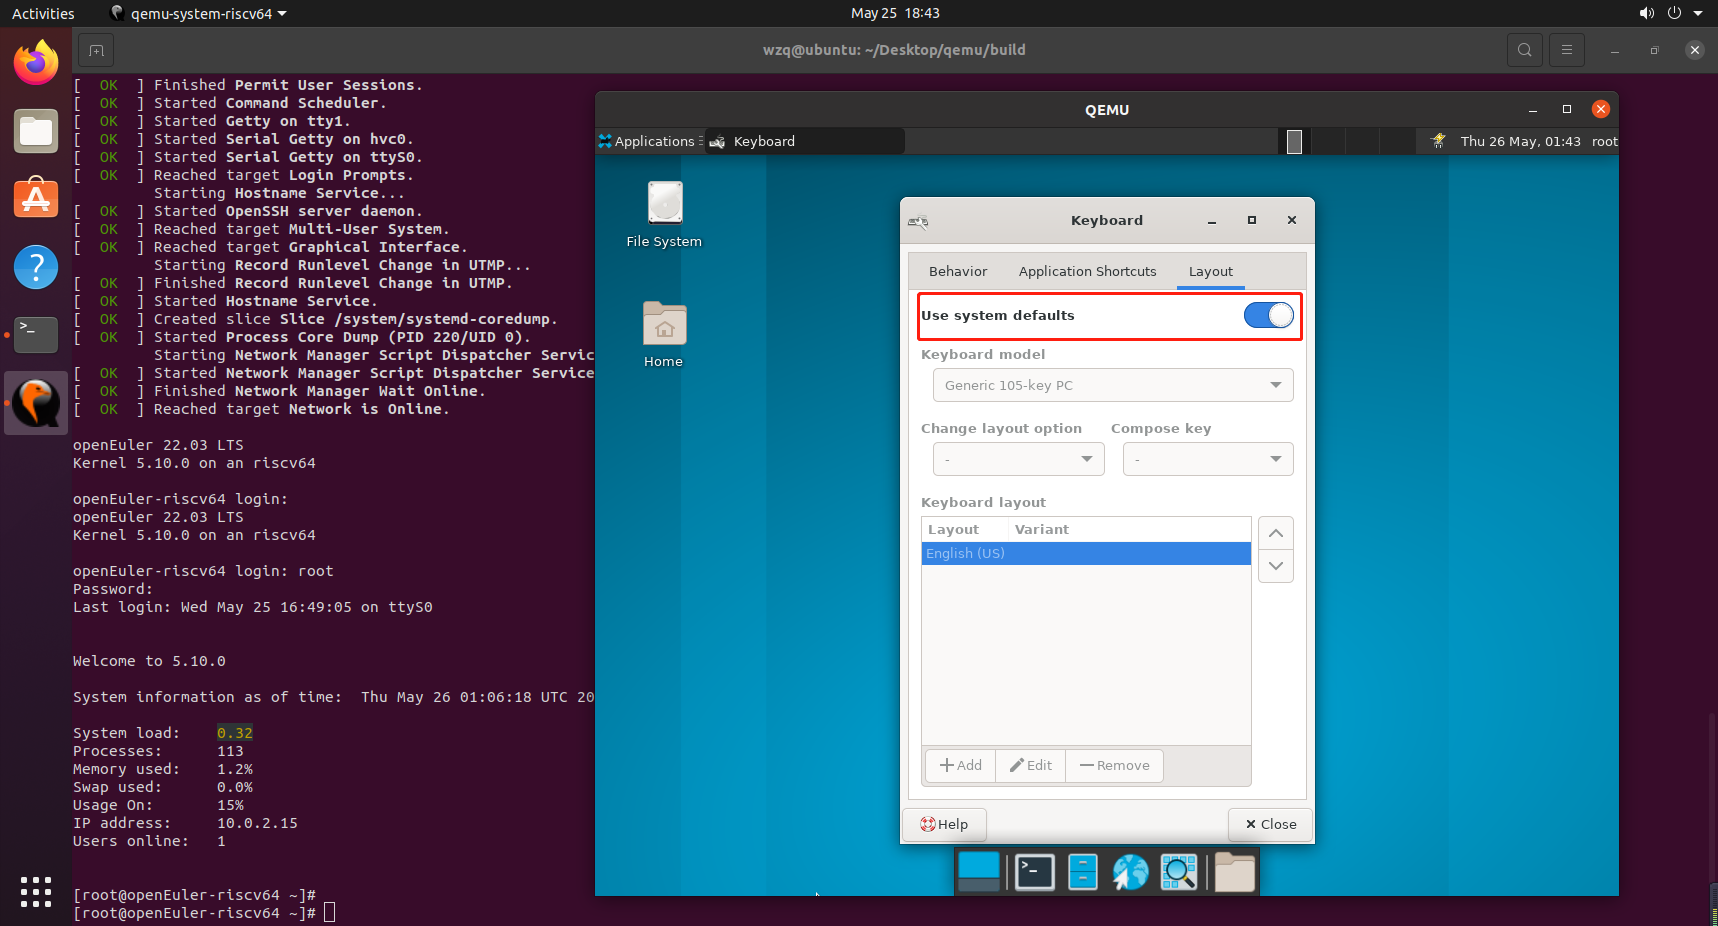 Activities
qemu-system-riscv64
May 25 18:43
wzq@ubuntu: ~/Desktop/qemu/build
[  OK  ] Finished Permit User Sessions.
[  OK  ] Started Command Scheduler.
[  OK  ] Started Getty on tty1.
[  OK  ] Started Serial Getty on hvc0.
[  OK  ] Started Serial Getty on ttyS0.
[  OK  ] Reached target Login Prompts.
Starting Hostname Service...
[  OK  ] Started OpenSSH server daemon.
[  OK  ] Reached target Multi-User System.
[  OK  ] Reached target Graphical Interface.
Starting Record Runlevel Change in UTMP...
[  OK  ] Finished Record Runlevel Change in UTMP.
[  OK  ] Started Hostname Service.
[  OK  ] Created slice Slice /system/systemd-coredump.
[  OK  ] Started Process Core Dump (PID 220/UID 0).
Starting Network Manager Script Dispatcher Servic
[  OK  ] Started Network Manager Script Dispatcher Service
[  OK  ] Finished Network Manager Wait Online.
[  OK  ] Reached target Network is Online.
openEuler 22.03 LTS
Kernel 5.10.0 on an riscv64
openEuler-riscv64 login:
openEuler 22.03 LTS
Kernel 5.10.0 on an riscv64
openEuler-riscv64 login: root
Password:
Last login: Wed May 25 16:49:05 on ttyS0
Welcome to 5.10.0
System information as of time:  Thu May 26 01:06:18 UTC 20
System load:    0.32
Processes:      113
Memory used:    1.2%
Swap used:      0.0%
Usage On:       15%
IP address:     10.0.2.15
Users online:   1
[root@openEuler-riscv64 ~]#
[root@openEuler-riscv64 ~]#
QEMU
Applications
Keyboard
Thu 26 May, 01:43
root
File System
Home
Keyboard
Behavior
Application Shortcuts
Layout
Use system defaults
Keyboard model
Generic 105-key PC
Change layout option
Compose key
-
-
Keyboard layout
Layout
Variant
English (US)
Add
Edit
Remove
Help
Close